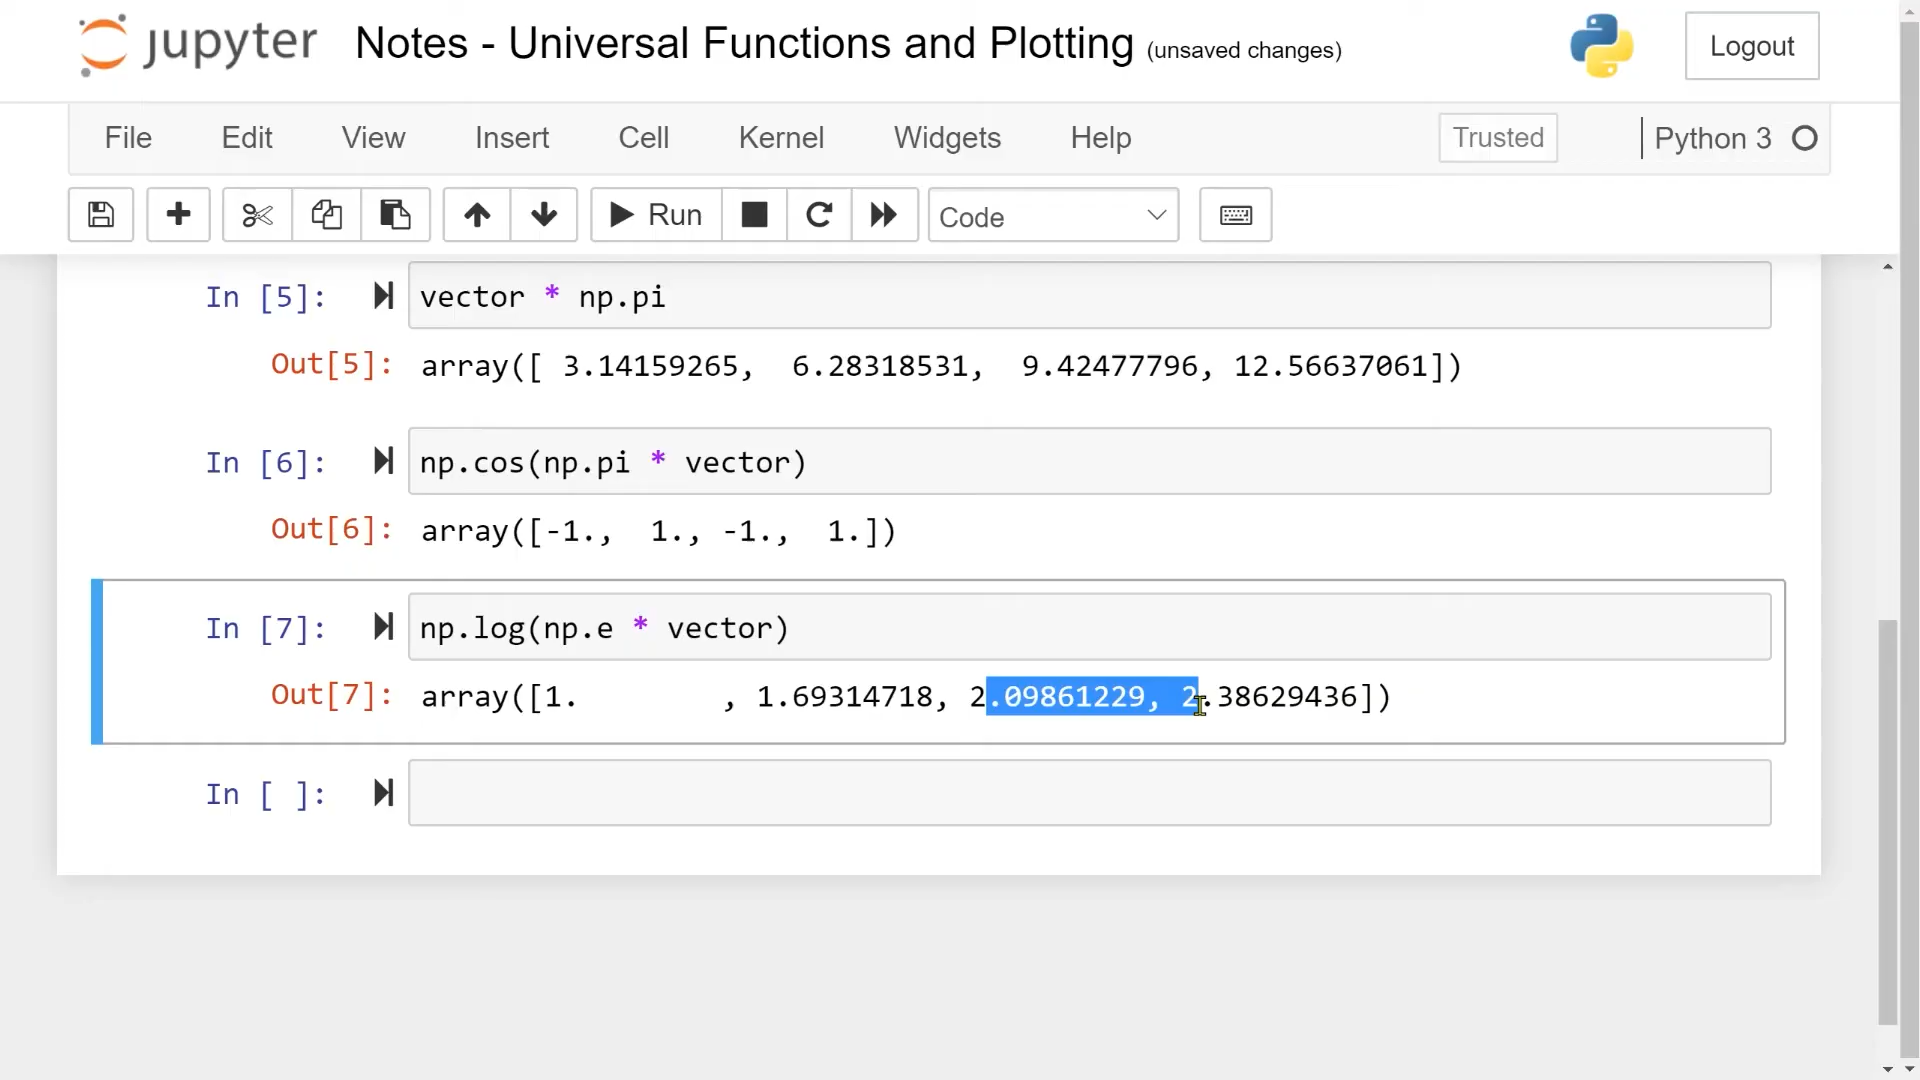 jupyter Notes - Universal Functions and Plotting (unsaved changes) Logout
File Edit View Insert Cell Kernel Widgets Help Trusted Python 3
Run Code
In [5]: vector * np.pi
Out[5]: array([ 3.14159265,  6.28318531,  9.42477796, 12.56637061])
In [6]: np.cos(np.pi * vector)
Out[6]: array([-1.,  1., -1.,  1.])
In [7]: np.log(np.e * vector)
Out[7]: array([1.        , 1.69314718, 2.09861229, 2.38629436])
In [ ]: